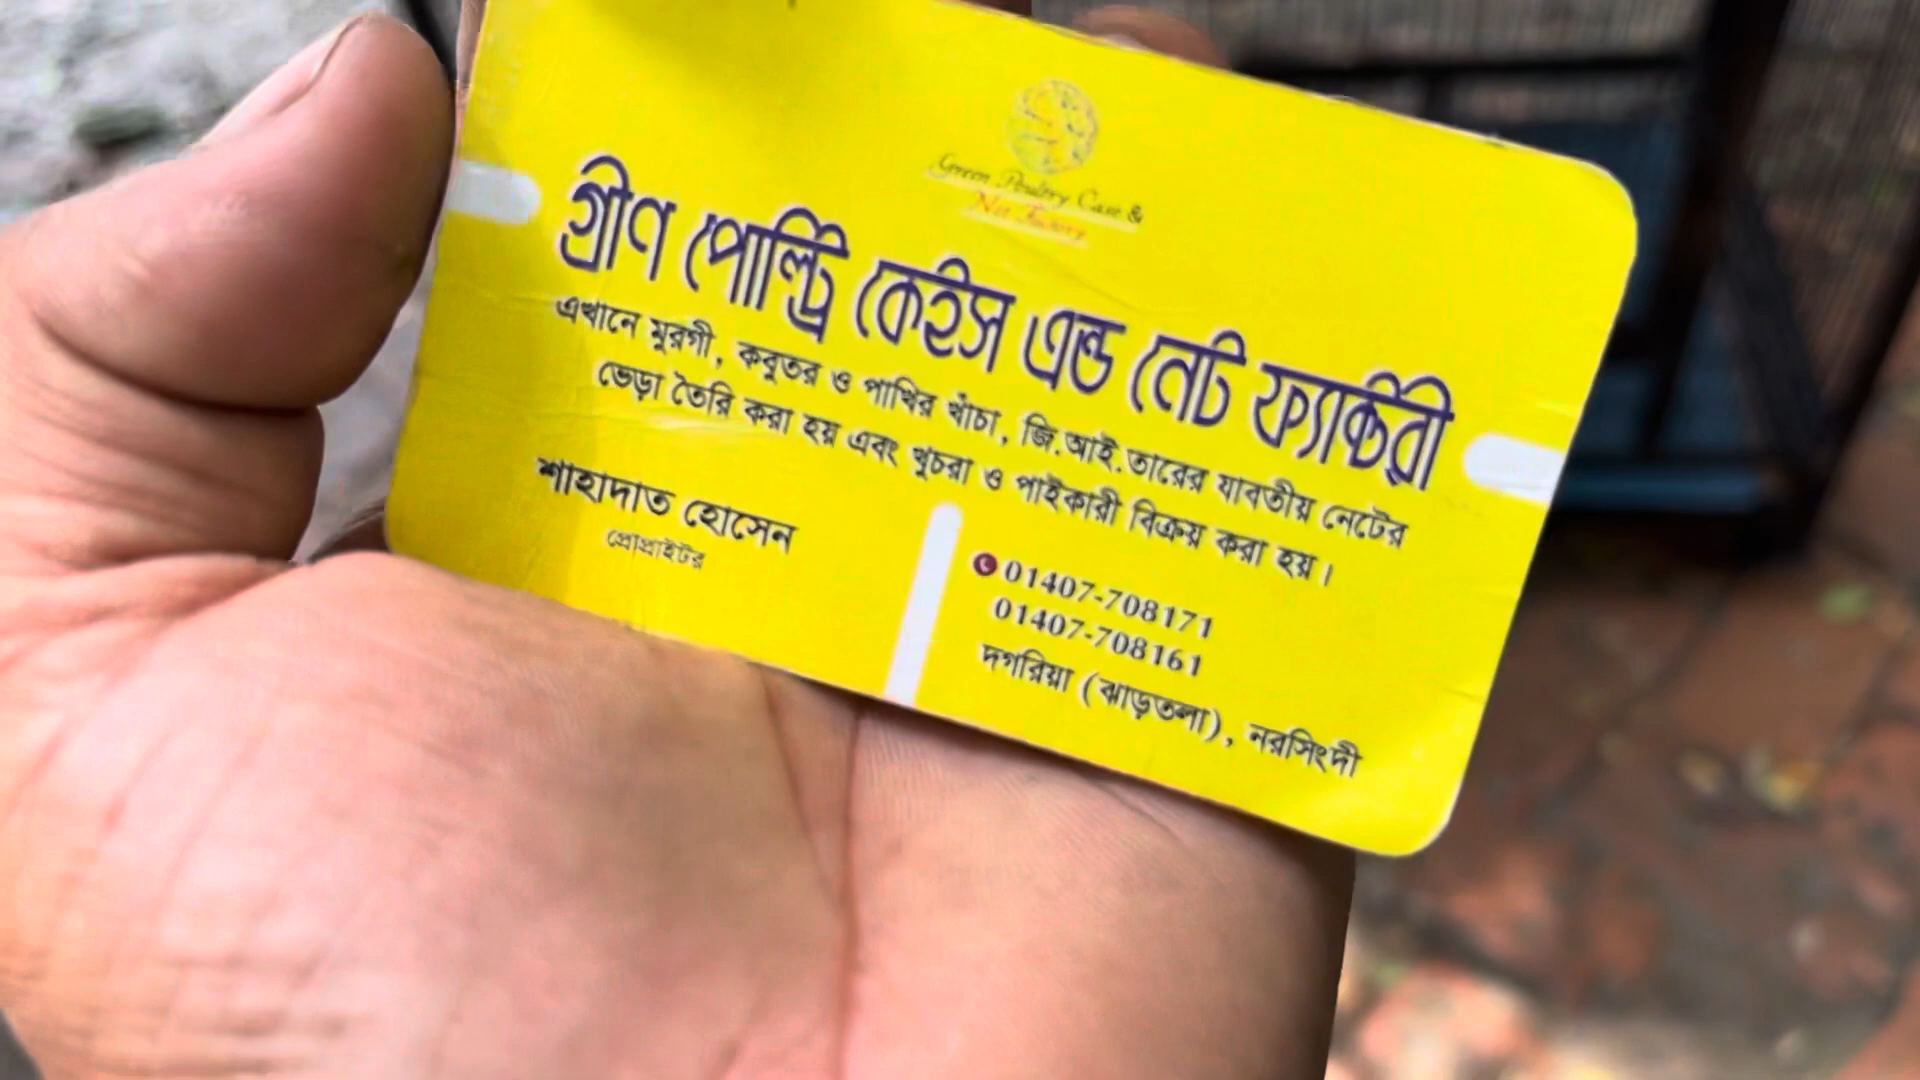 Green Poultry Case &
Net Factory
গ্রীণ পোল্ট্রি কেইস এন্ড নেট ফ্যাক্টরী
এখানে মুরগী, কবুতর ও পাখির খাঁচা, জি.আই.তারের যাবতীয় নেটের
ভেড়া তৈরি করা হয় এবং খুচরা ও পাইকারী বিক্রয় করা হয়।
শাহাদাত হোসেন
প্রোপ্রাইটর
01407-708171
01407-708161
দগরিয়া (ঝাড়তলা), নরসিংদী